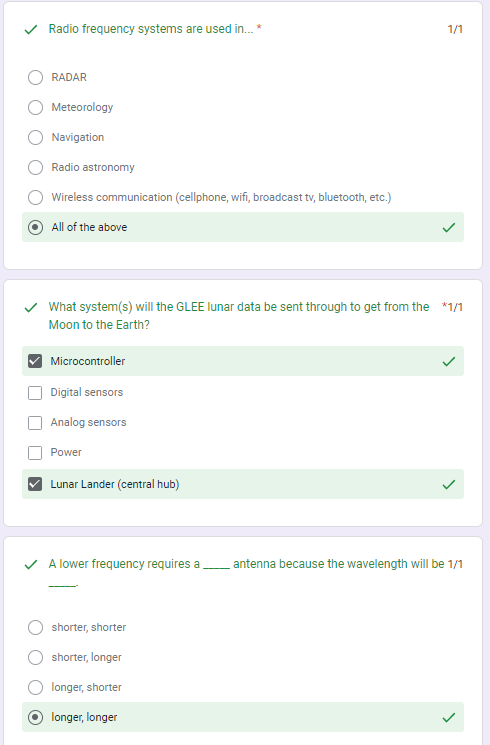 Radio frequency systems are used in... * 1/1
RADAR
Meteorology
Navigation
Radio astronomy
Wireless communication (cellphone, wifi, broadcast tv, bluetooth, etc.)
All of the above
What system(s) will the GLEE lunar data be sent through to get from the *1/1
Moon to the Earth?
Microcontroller
Digital sensors
Analog sensors
Power
Lunar Lander (central hub)
A lower frequency requires a _____ antenna because the wavelength will be 1/1
_____.
shorter, shorter
shorter, longer
longer, shorter
longer, longer